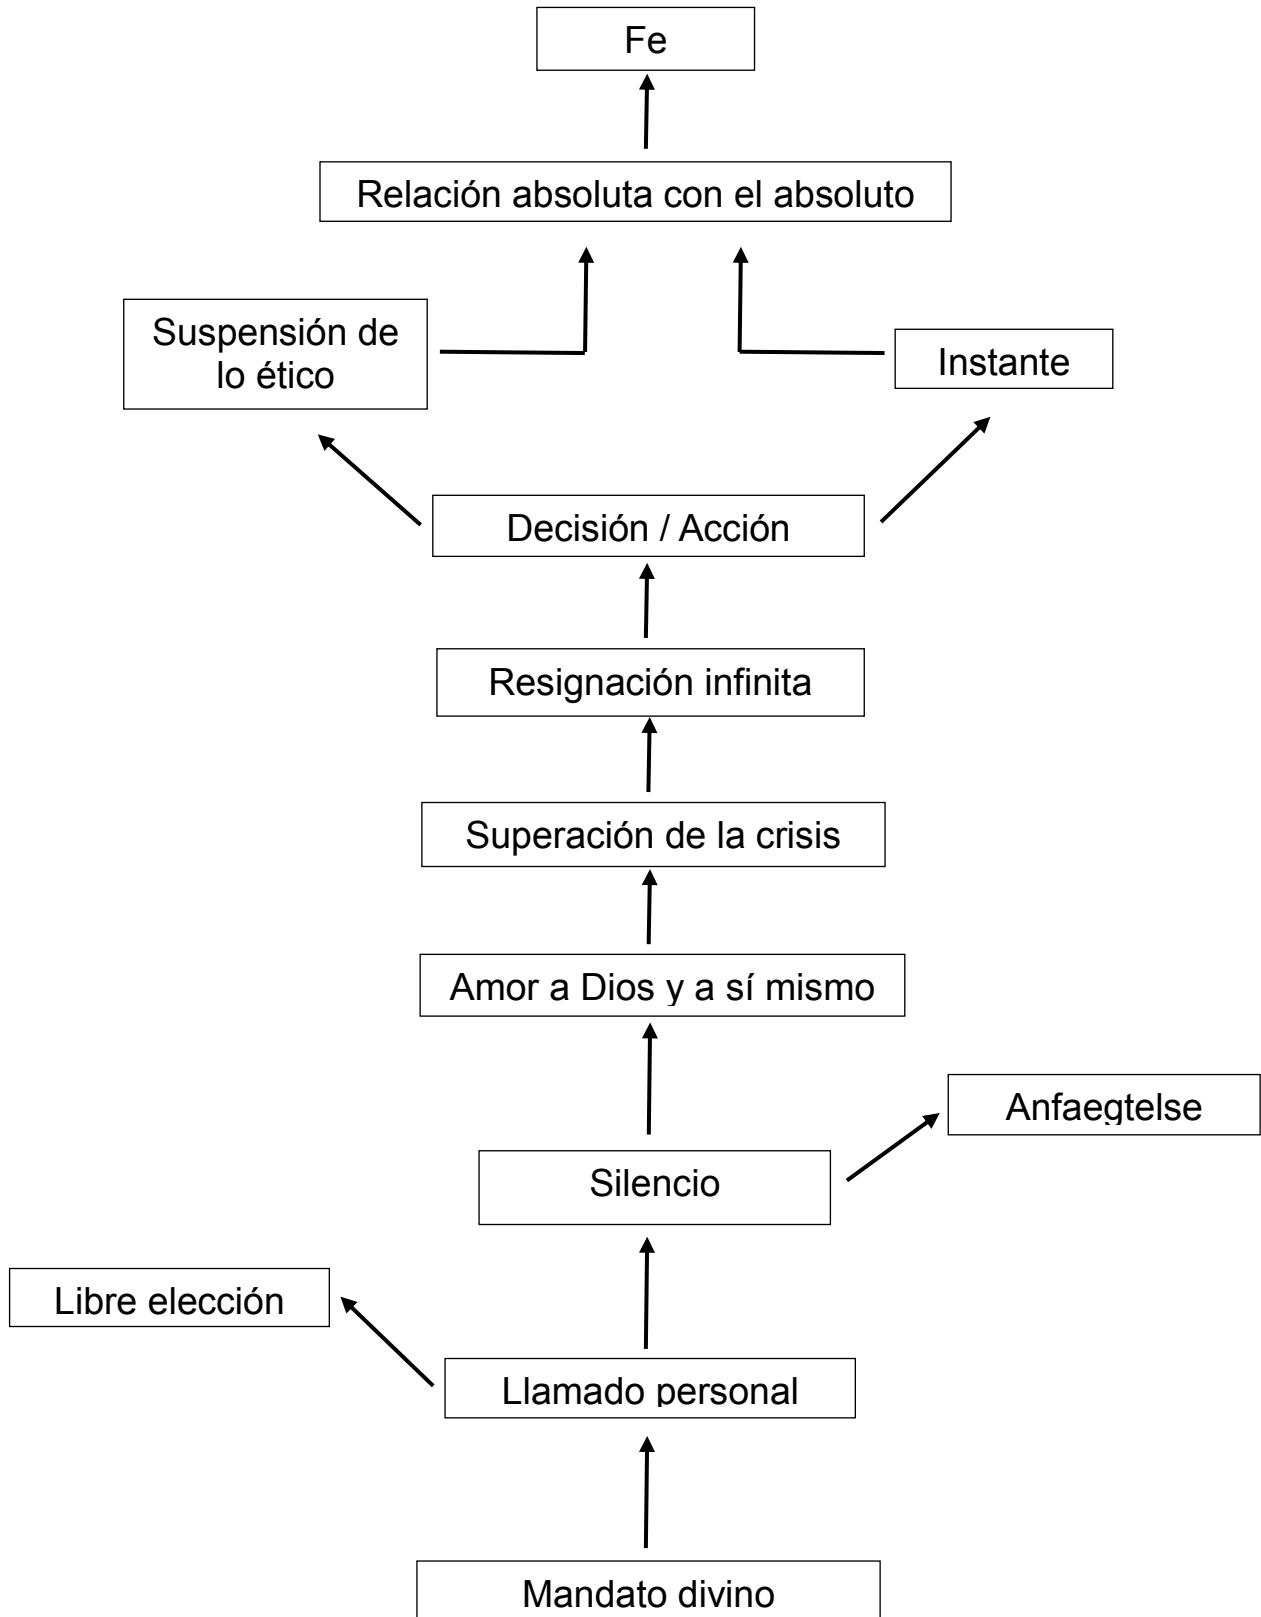 Fe
Relación absoluta con el absoluto
Suspensión de
lo ético
Instante
Decisión / Acción
Resignación infinita
Superación de la crisis
Amor a Dios y a sí mismo
Anfaegtelse
Silencio
Libre elección
Llamado personal
Mandato divino